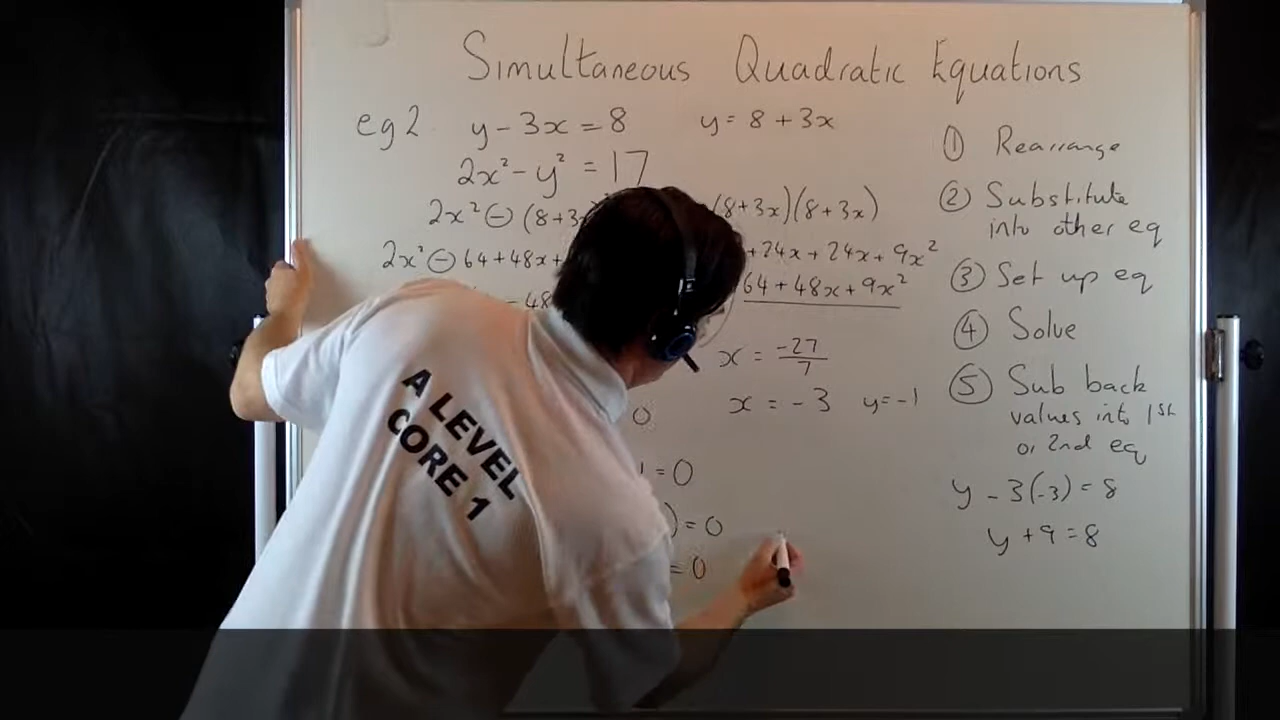 Simultaneous Quadratic Equations
eg 2 y - 3x = 8 y = 8 + 3x
2x² - y² = 17
2x² - (8+3x (8+3x)(8+3x)
2x² - 64 + 48x + + 24x + 24x + 9x²
- 48 64 + 48x + 9x²
x = -27/7
x = -3 y = -1
0
1 = 0
) = 0
= 0
① Rearrange
② Substitute
into other eq
③ Set up eq
④ Solve
⑤ Sub back
values into 1st
or 2nd eq
y - 3(-3) = 8
y + 9 = 8
A LEVEL
CORE 1